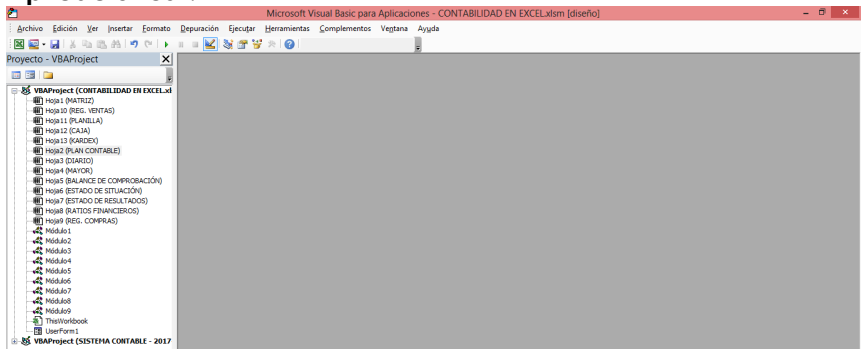 Microsoft Visual Basic para Aplicaciones - CONTABILIDAD EN EXCEL.xlsm [diseño]
Archivo Edición Ver Insertar Formato Depuración Ejecutar Herramientas Complementos Ventana Ayuda
Proyecto - VBAProject
VBAProject (CONTABILIDAD EN EXCEL.xl
Hoja1 (MATRIZ)
Hoja10 (REG. VENTAS)
Hoja11 (PLANILLA)
Hoja12 (CAJA)
Hoja13 (KARDEX)
Hoja2 (PLAN CONTABLE)
Hoja3 (DIARIO)
Hoja4 (MAYOR)
Hoja5 (BALANCE DE COMPROBACIÓN)
Hoja6 (ESTADO DE SITUACIÓN)
Hoja7 (ESTADO DE RESULTADOS)
Hoja8 (RATIOS FINANCIEROS)
Hoja9 (REG. COMPRAS)
Módulo1
Módulo2
Módulo3
Módulo4
Módulo5
Módulo6
Módulo7
Módulo8
Módulo9
ThisWorkbook
UserForm1
VBAProject (SISTEMA CONTABLE - 2017